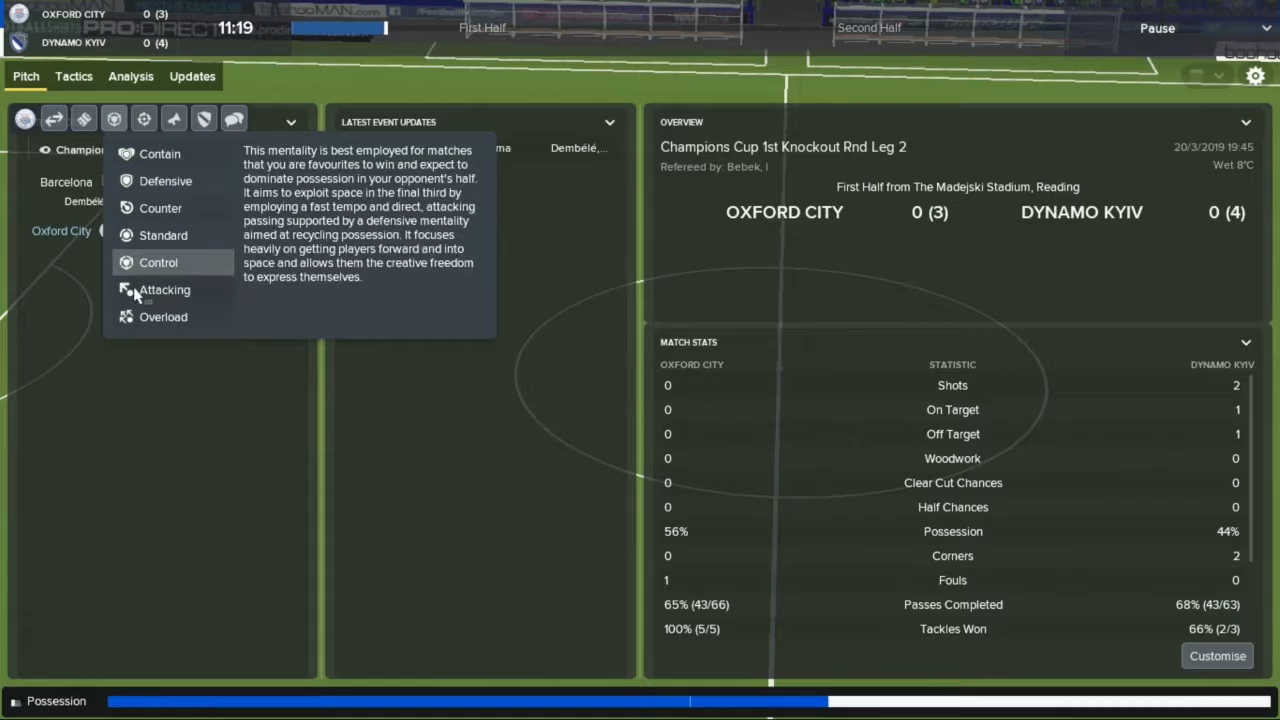 OXFORD CITY 0 (3)
DYNAMO KYIV 0 (4)
11:19
First Half
Second Half
Pause
PRO:DIRECT
Pitch Tactics Analysis Updates
Champion
Barcelona
Dembélé
Oxford City
Contain
Defensive
Counter
Standard
Control
Attacking
Overload
This mentality is best employed for matches
that you are favourites to win and expect to
dominate possession in your opponent's half.
It aims to exploit space in the final third by
employing a fast tempo and direct, attacking
passing supported by a defensive mentality
aimed at recycling possession. It focuses
heavily on getting players forward and into
space and allows them the creative freedom
to express themselves.
LATEST EVENT UPDATES
ma Dembélé,...
OVERVIEW
Champions Cup 1st Knockout Rnd Leg 2 20/3/2019 19:45
Refereed by: Bebek, I Wet 8°C
First Half from The Madejski Stadium, Reading
OXFORD CITY 0 (3) DYNAMO KYIV 0 (4)
MATCH STATS
OXFORD CITY STATISTIC DYNAMO KYIV
0 Shots 2
0 On Target 1
0 Off Target 1
0 Woodwork 0
0 Clear Cut Chances 0
0 Half Chances 0
56% Possession 44%
0 Corners 2
1 Fouls 0
65% (43/66) Passes Completed 68% (43/63)
100% (5/5) Tackles Won 66% (2/3)
Customise
Possession